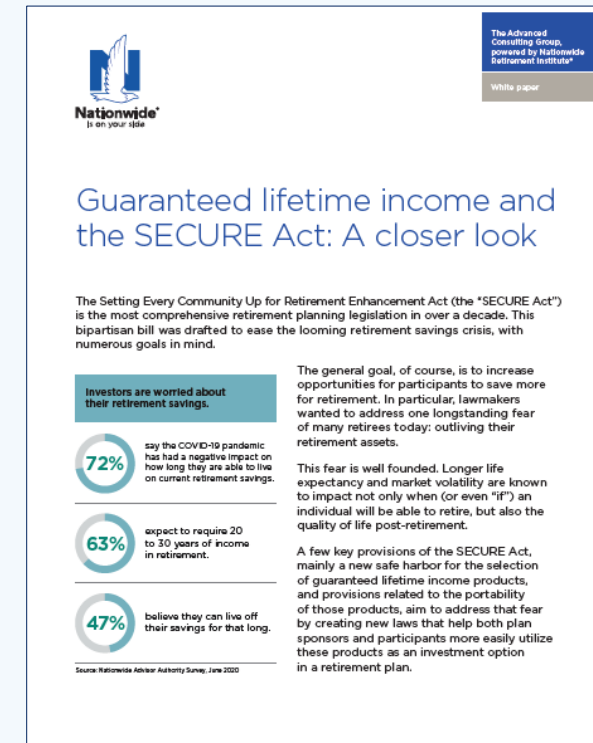 The Advanced
Consulting Group,
powered by Nationwide
Retirement Institute®
White paper
Nationwide®
is on your side
Guaranteed lifetime income and
the SECURE Act: A closer look
The Setting Every Community Up for Retirement Enhancement Act (the “SECURE Act”)
is the most comprehensive retirement planning legislation in over a decade. This
bipartisan bill was drafted to ease the looming retirement savings crisis, with
numerous goals in mind.
Investors are worried about
their retirement savings.
72%
say the COVID-19 pandemic
has had a negative impact on
how long they are able to live
on current retirement savings.
63%
expect to require 20
to 30 years of income
in retirement.
47%
believe they can live off
their savings for that long.
Source: Nationwide Advisor Authority Survey, June 2020
The general goal, of course, is to increase
opportunities for participants to save more
for retirement. In particular, lawmakers
wanted to address one longstanding fear
of many retirees today: outliving their
retirement assets.
This fear is well founded. Longer life
expectancy and market volatility are known
to impact not only when (or even “if”) an
individual will be able to retire, but also the
quality of life post-retirement.
A few key provisions of the SECURE Act,
mainly a new safe harbor for the selection
of guaranteed lifetime income products,
and provisions related to the portability
of those products, aim to address that fear
by creating new laws that help both plan
sponsors and participants more easily utilize
these products as an investment option
in a retirement plan.